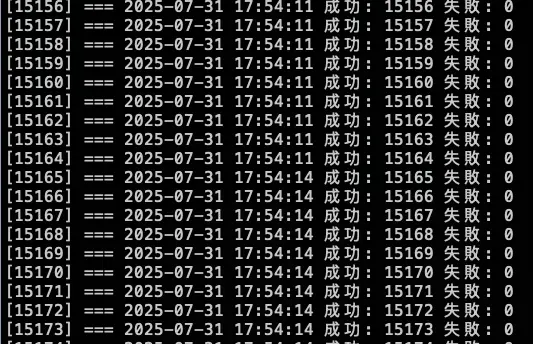 [15156] === 2025-07-31 17:54:11 成功: 15156 失敗: 0
[15157] === 2025-07-31 17:54:11 成功: 15157 失敗: 0
[15158] === 2025-07-31 17:54:11 成功: 15158 失敗: 0
[15159] === 2025-07-31 17:54:11 成功: 15159 失敗: 0
[15160] === 2025-07-31 17:54:11 成功: 15160 失敗: 0
[15161] === 2025-07-31 17:54:11 成功: 15161 失敗: 0
[15162] === 2025-07-31 17:54:11 成功: 15162 失敗: 0
[15163] === 2025-07-31 17:54:11 成功: 15163 失敗: 0
[15164] === 2025-07-31 17:54:11 成功: 15164 失敗: 0
[15165] === 2025-07-31 17:54:14 成功: 15165 失敗: 0
[15166] === 2025-07-31 17:54:14 成功: 15166 失敗: 0
[15167] === 2025-07-31 17:54:14 成功: 15167 失敗: 0
[15168] === 2025-07-31 17:54:14 成功: 15168 失敗: 0
[15169] === 2025-07-31 17:54:14 成功: 15169 失敗: 0
[15170] === 2025-07-31 17:54:14 成功: 15170 失敗: 0
[15171] === 2025-07-31 17:54:14 成功: 15171 失敗: 0
[15172] === 2025-07-31 17:54:14 成功: 15172 失敗: 0
[15173] === 2025-07-31 17:54:14 成功: 15173 失敗: 0